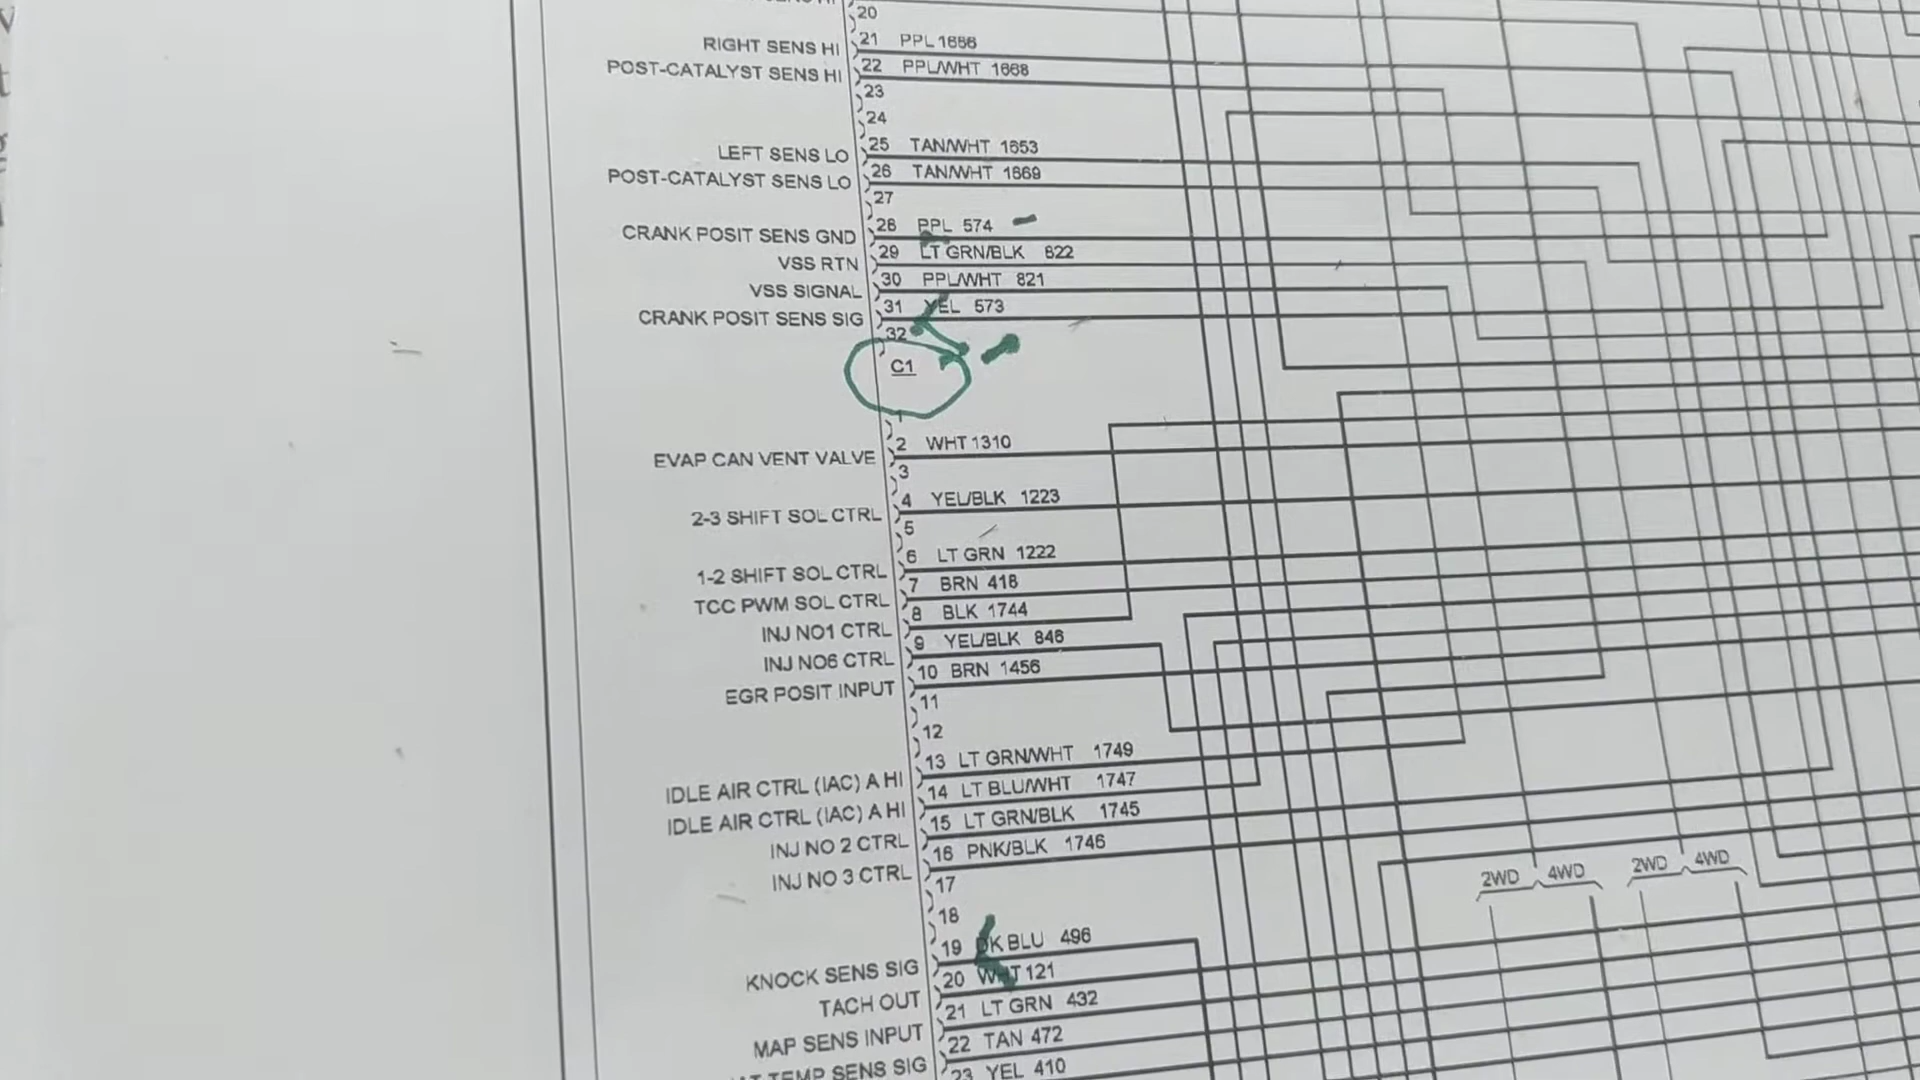 20
RIGHT SENS HI 21 PPL 1666
POST-CATALYST SENS HI 22 PPL/WHT 1668
23
24
LEFT SENS LO 25 TAN/WHT 1653
POST-CATALYST SENS LO 26 TAN/WHT 1669
27
CRANK POSIT SENS GND 28 PPL 574
VSS RTN 29 LT GRN/BLK 822
VSS SIGNAL 30 PPL/WHT 821
CRANK POSIT SENS SIG 31 YEL 573
32
C1
1
EVAP CAN VENT VALVE 2 WHT 1310
3
2-3 SHIFT SOL CTRL 4 YEL/BLK 1223
5
1-2 SHIFT SOL CTRL 6 LT GRN 1222
TCC PWM SOL CTRL 7 BRN 418
INJ NO1 CTRL 8 BLK 1744
INJ NO6 CTRL 9 YEL/BLK 846
EGR POSIT INPUT 10 BRN 1456
11
12
IDLE AIR CTRL (IAC) A HI 13 LT GRN/WHT 1749
IDLE AIR CTRL (IAC) A HI 14 LT BLU/WHT 1747
INJ NO 2 CTRL 15 LT GRN/BLK 1745
INJ NO 3 CTRL 16 PNK/BLK 1746
17
2WD 4WD 2WD 4WD
18
KNOCK SENS SIG 19 DK BLU 496
TACH OUT 20 WHT 121
MAP SENS INPUT 21 LT GRN 432
TEMP SENS SIG 22 TAN 472
23 YEL 410